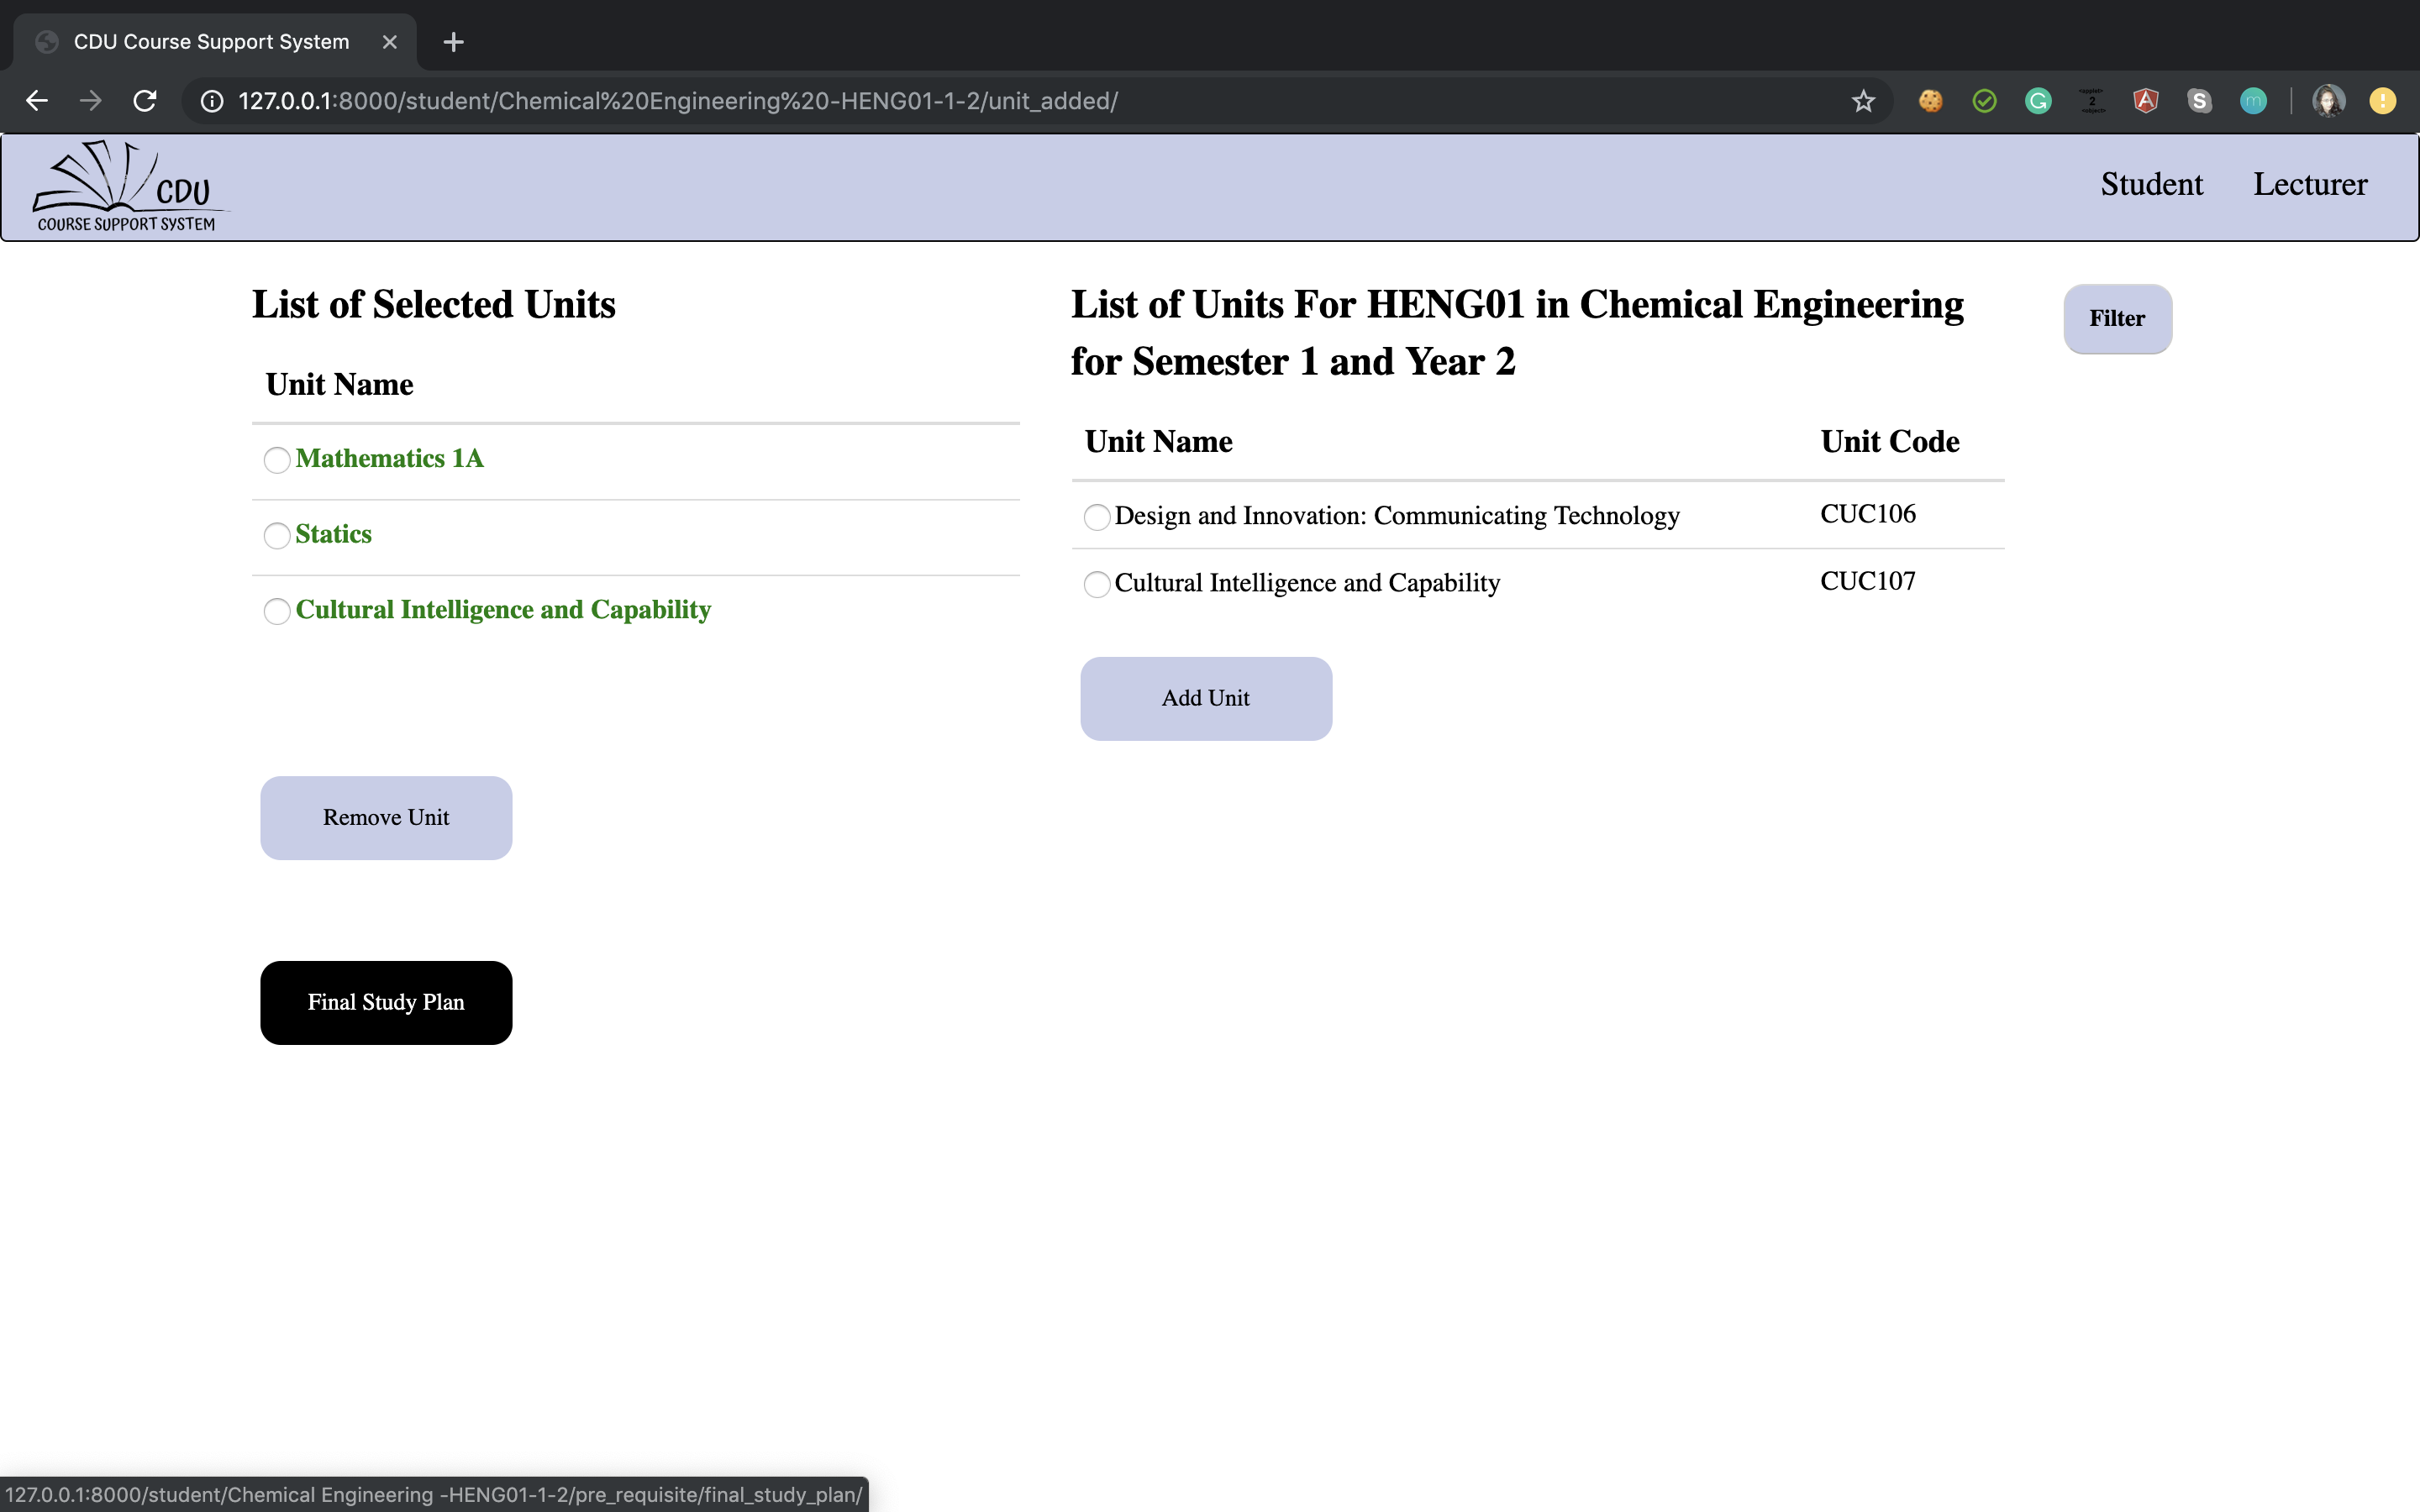 CDU Course Support System
127.0.0.1:8000/student/Chemical%20Engineering%20-HENG01-1-2/unit_added/
CDU
COURSE SUPPORT SYSTEM
Student
Lecturer
List of Selected Units
Unit Name
Mathematics 1A
Statics
Cultural Intelligence and Capability
Remove Unit
Final Study Plan
List of Units For HENG01 in Chemical Engineering
for Semester 1 and Year 2
Filter
Unit Name Unit Code
Design and Innovation: Communicating Technology CUC106
Cultural Intelligence and Capability CUC107
Add Unit
127.0.0.1:8000/student/Chemical Engineering -HENG01-1-2/pre_requisite/final_study_plan/